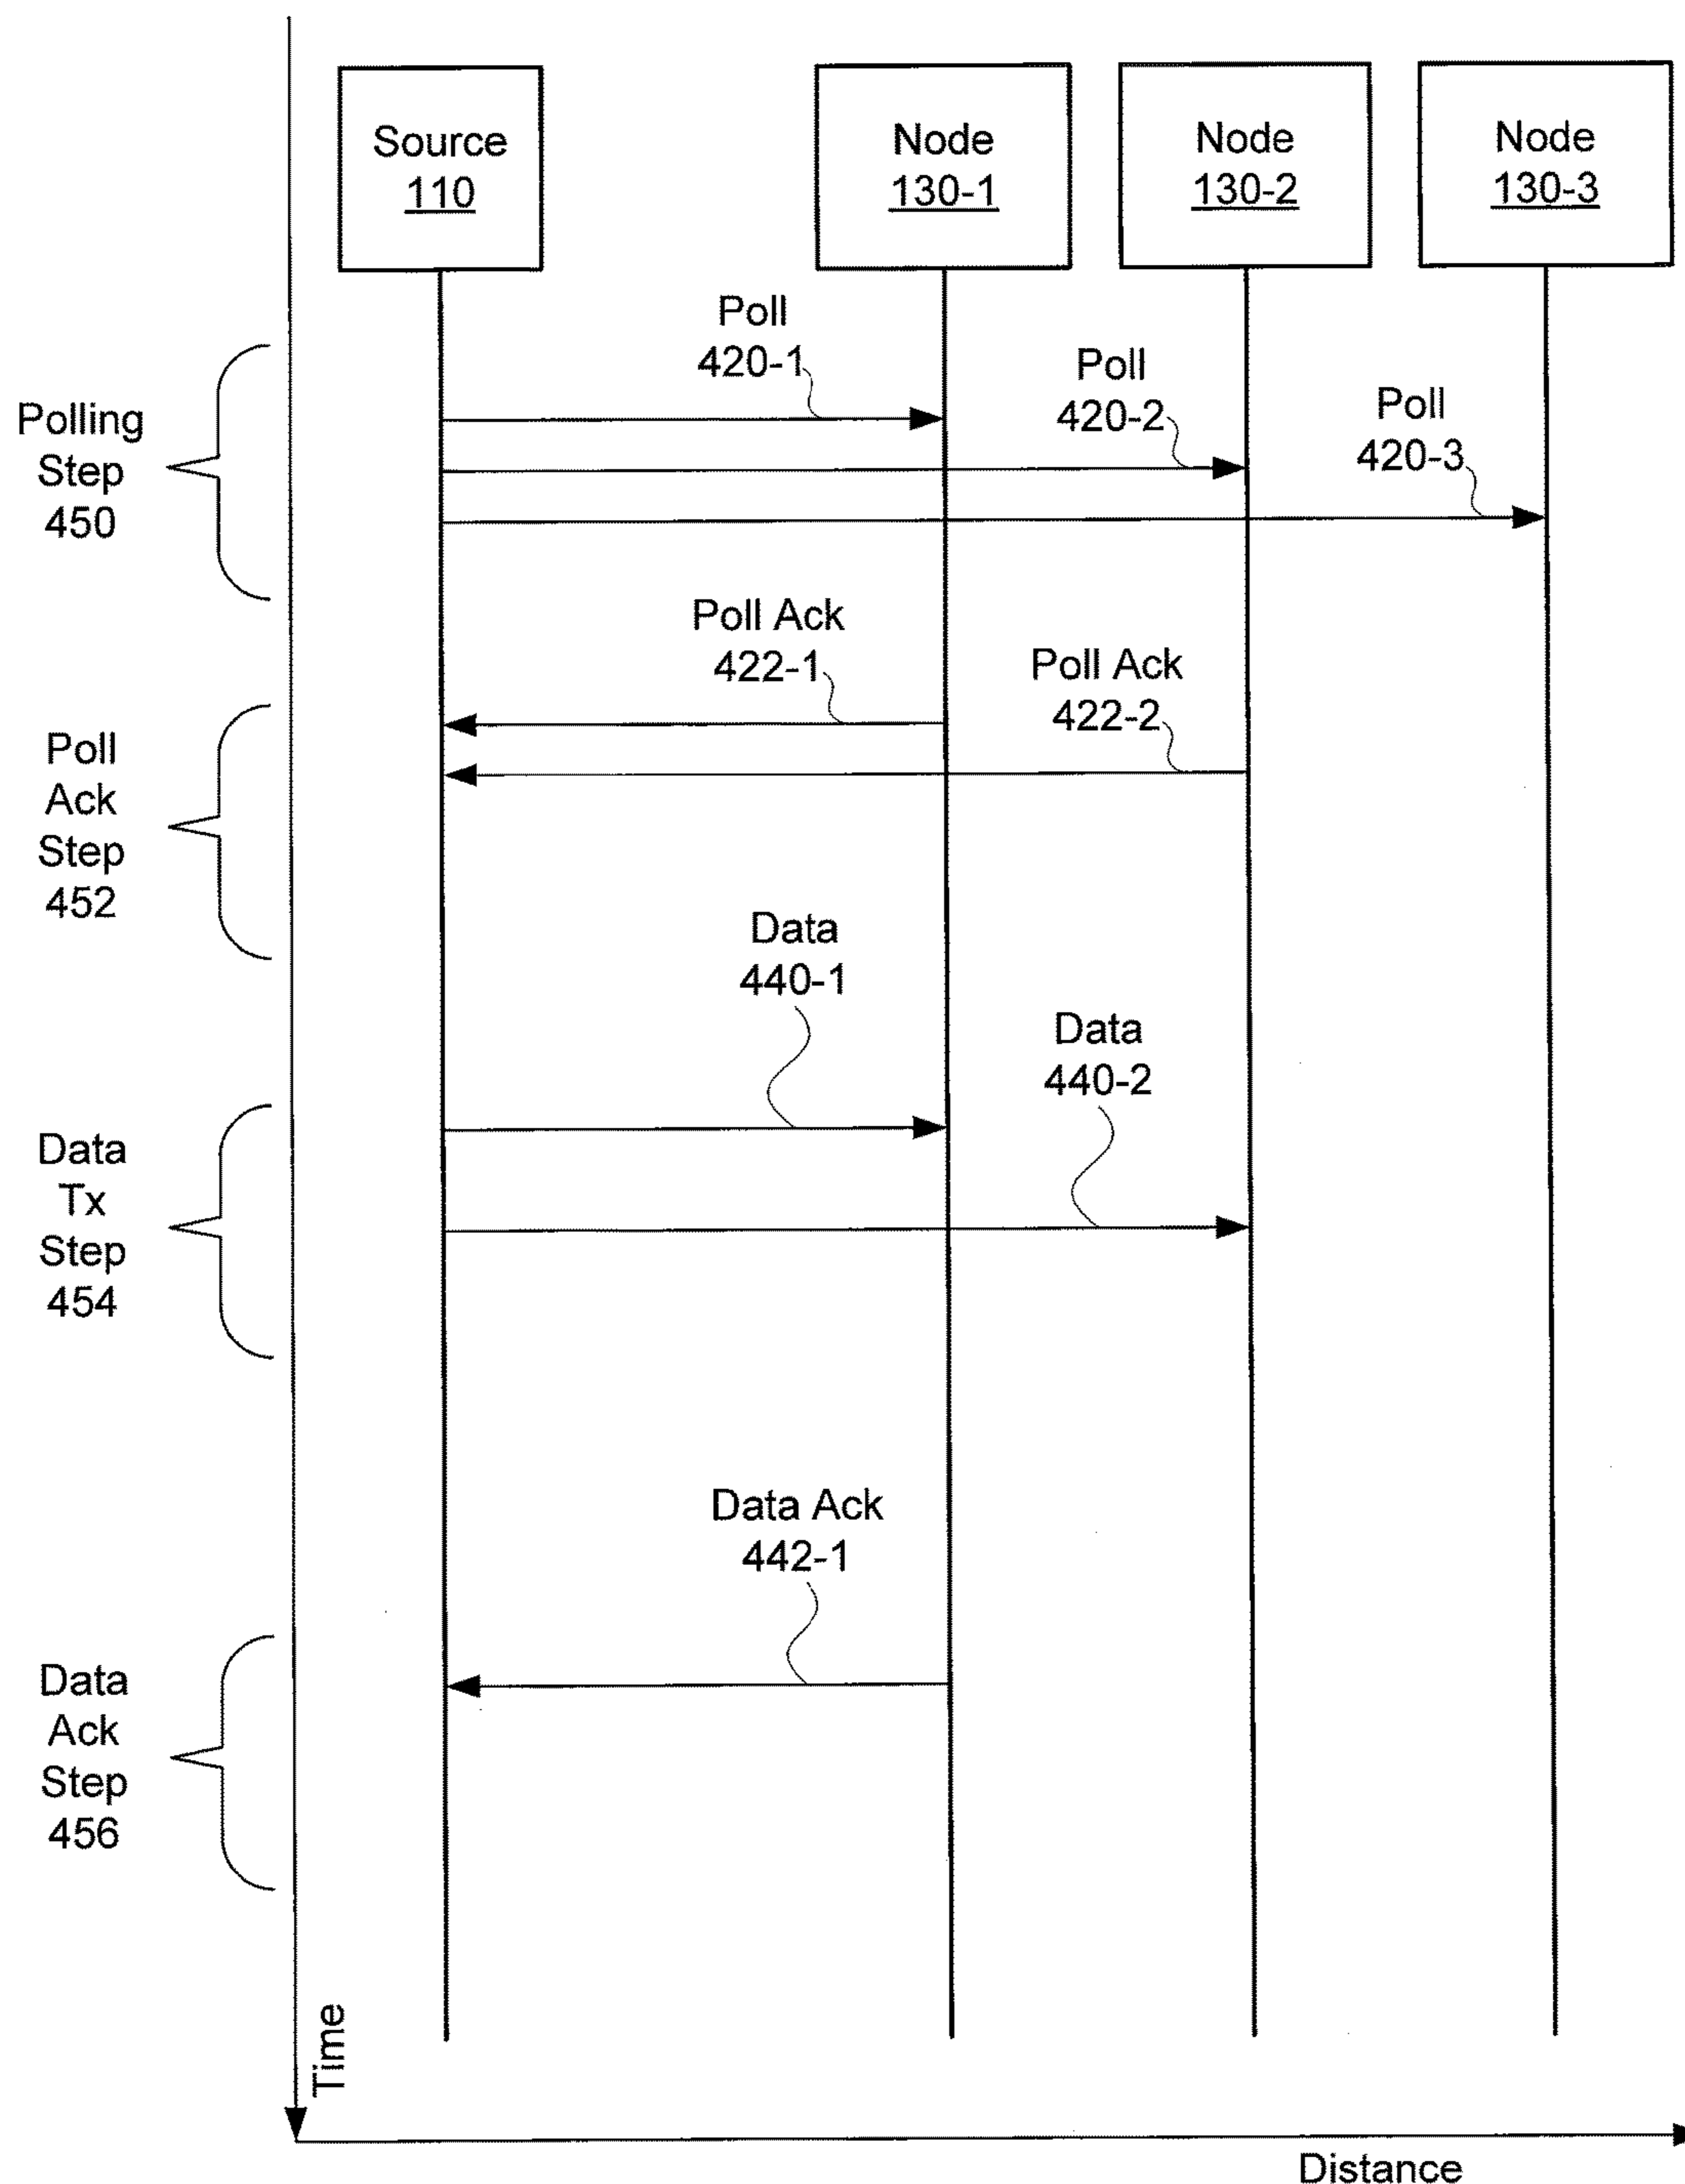 Source
110
Node
130-1
Node
130-2
Node
130-3
Polling
Step
450
Poll
420-1
Poll
420-2
Poll
420-3
Poll
Ack
Step
452
Poll Ack
422-1
Poll Ack
422-2
Data
Tx
Step
454
Data
440-1
Data
440-2
Data
Ack
Step
456
Data Ack
442-1
Time
Distance